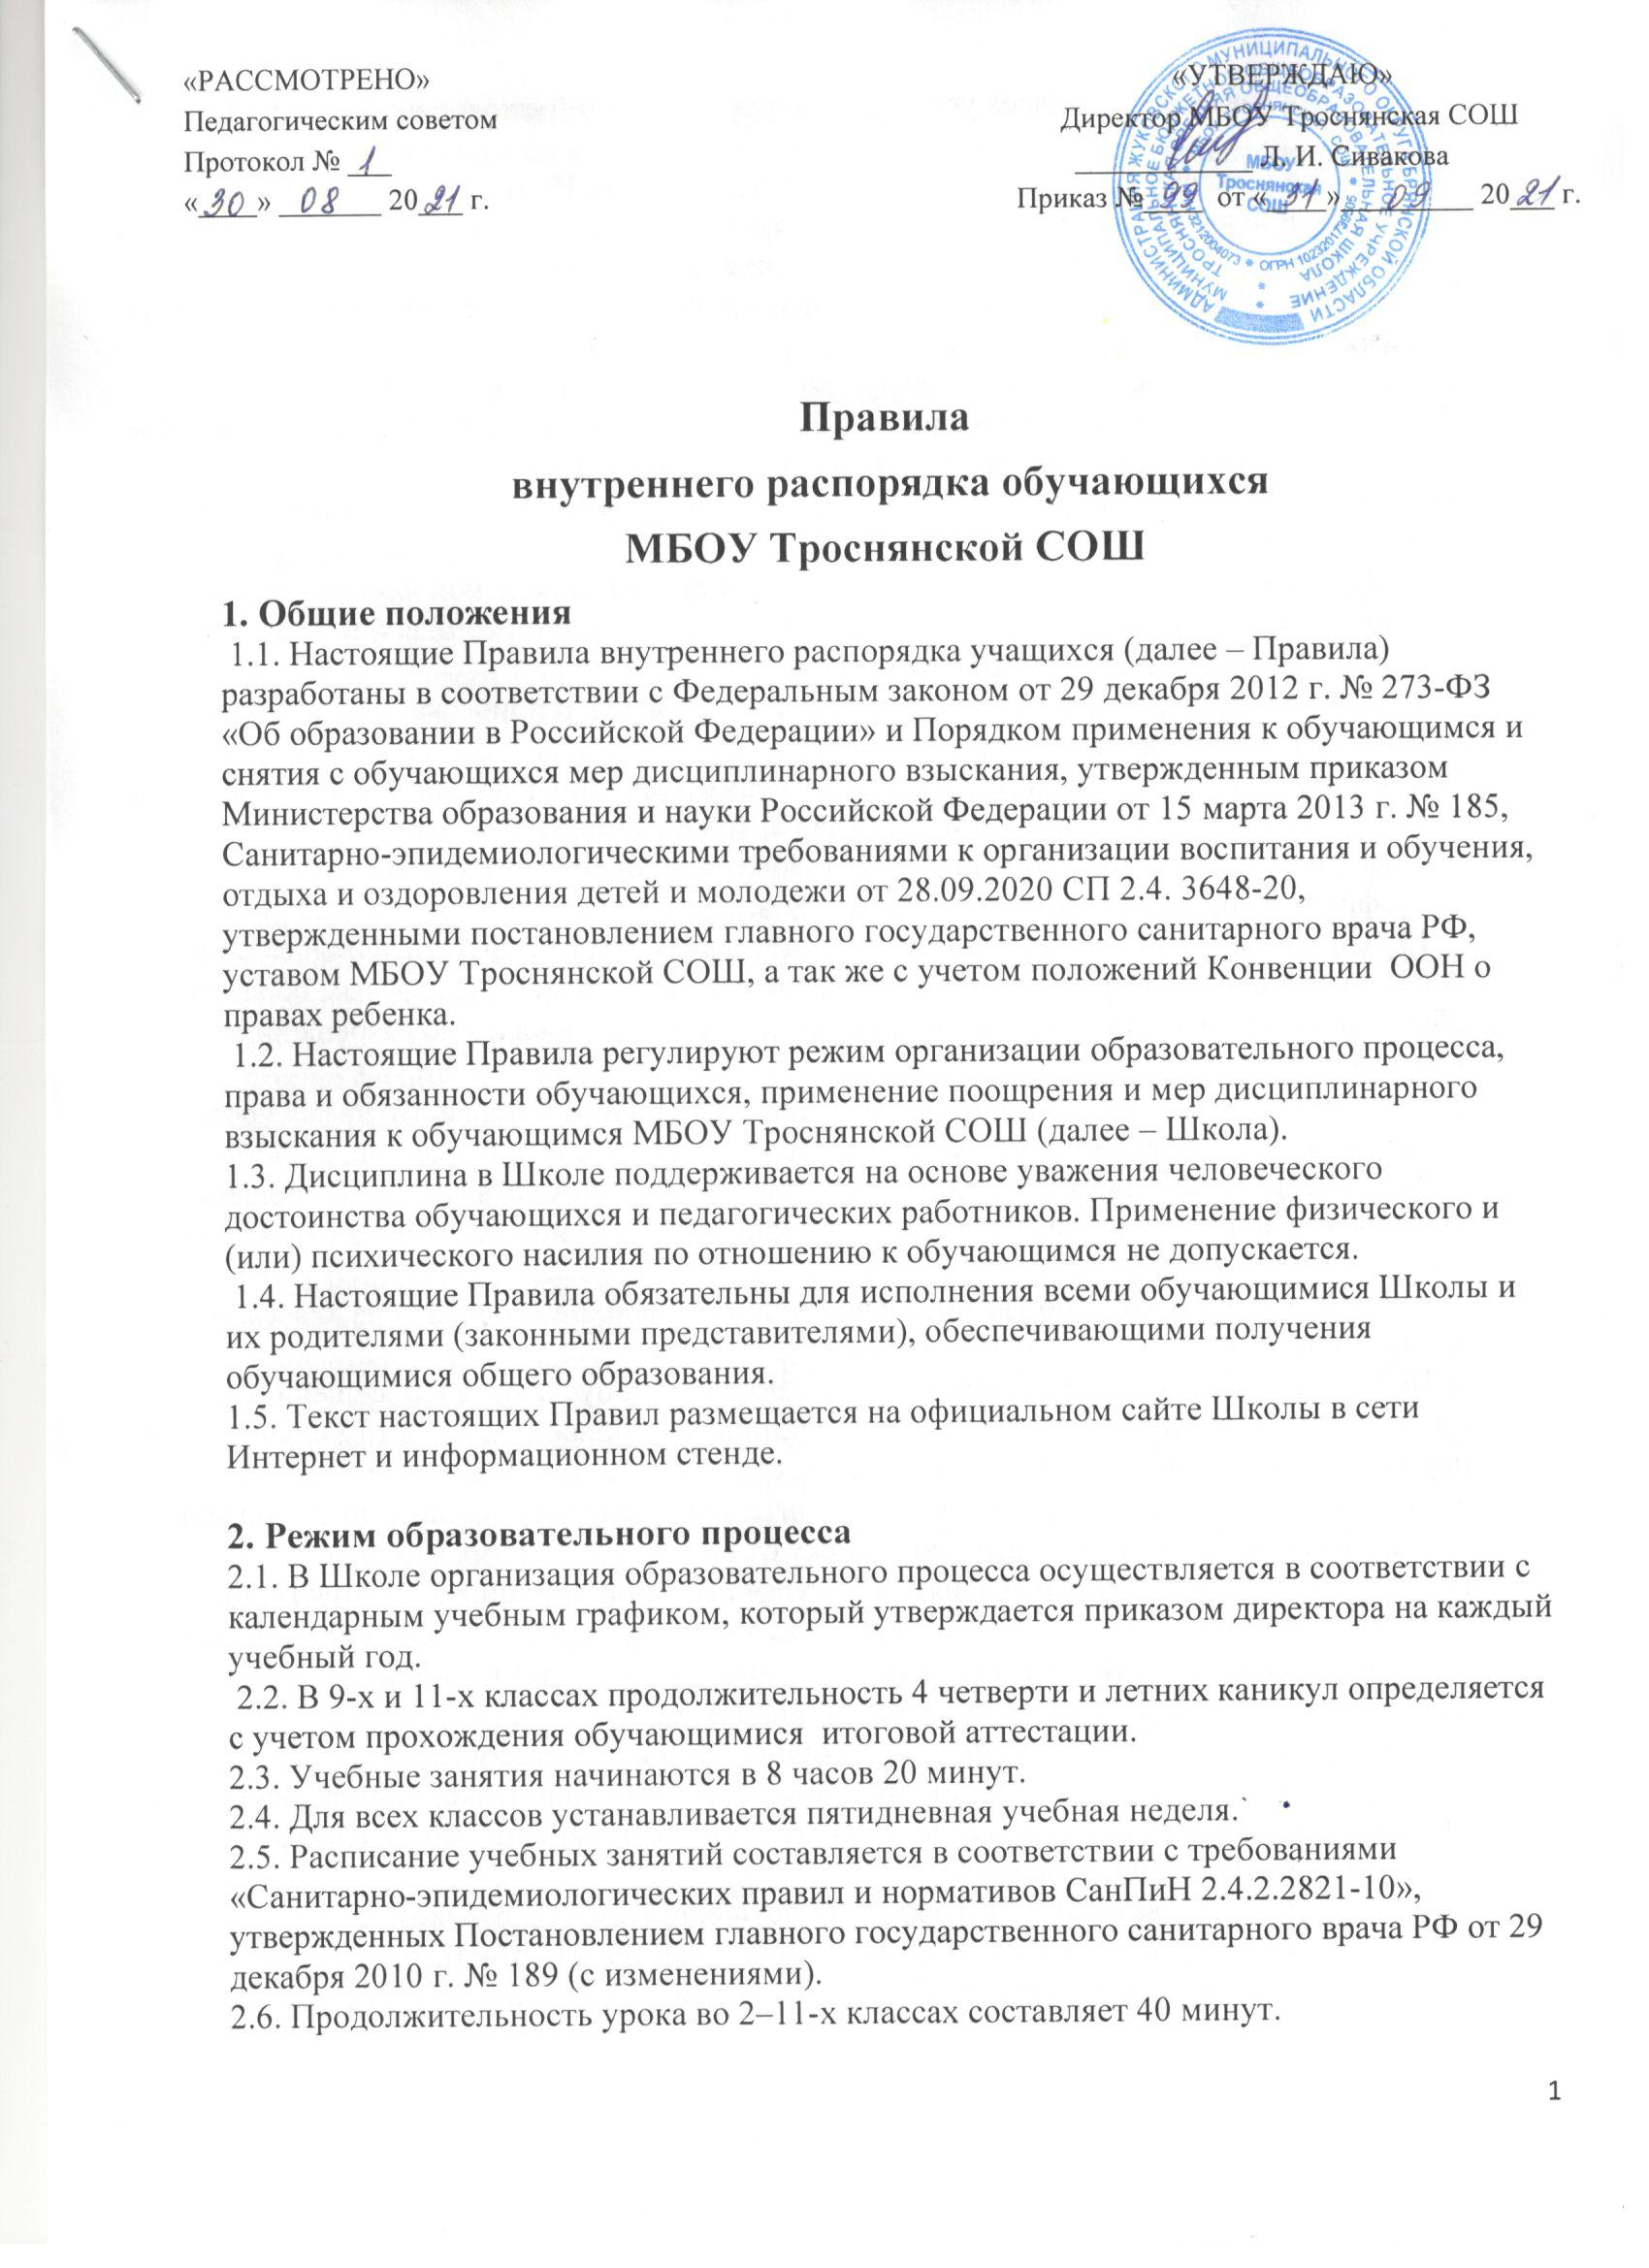 «РАССМОТРЕНО»
Педагогическим советом
Протокол № 1
«30» 08 2021 г.
«УТВЕРЖДАЮ»
Директор МБОУ Троснянская СОШ
Л. И. Сивакова
Приказ № 99 от «31» 09 2021 г.
МБОУ
Троснянская
СОШ
Правила
внутреннего распорядка обучающихся
МБОУ Троснянской СОШ
1. Общие положения
1.1. Настоящие Правила внутреннего распорядка учащихся (далее – Правила)
разработаны в соответствии с Федеральным законом от 29 декабря 2012 г. № 273-ФЗ
«Об образовании в Российской Федерации» и Порядком применения к обучающимся и
снятия с обучающихся мер дисциплинарного взыскания, утвержденным приказом
Министерства образования и науки Российской Федерации от 15 марта 2013 г. № 185,
Санитарно-эпидемиологическими требованиями к организации воспитания и обучения,
отдыха и оздоровления детей и молодежи от 28.09.2020 СП 2.4. 3648-20,
утвержденными постановлением главного государственного санитарного врача РФ,
уставом МБОУ Троснянской СОШ, а так же с учетом положений Конвенции ООН о
правах ребенка.
1.2. Настоящие Правила регулируют режим организации образовательного процесса,
права и обязанности обучающихся, применение поощрения и мер дисциплинарного
взыскания к обучающимся МБОУ Троснянской СОШ (далее – Школа).
1.3. Дисциплина в Школе поддерживается на основе уважения человеческого
достоинства обучающихся и педагогических работников. Применение физического и
(или) психического насилия по отношению к обучающимся не допускается.
1.4. Настоящие Правила обязательны для исполнения всеми обучающимися Школы и
их родителями (законными представителями), обеспечивающими получения
обучающимися общего образования.
1.5. Текст настоящих Правил размещается на официальном сайте Школы в сети
Интернет и информационном стенде.
2. Режим образовательного процесса
2.1. В Школе организация образовательного процесса осуществляется в соответствии с
календарным учебным графиком, который утверждается приказом директора на каждый
учебный год.
2.2. В 9-х и 11-х классах продолжительность 4 четверти и летних каникул определяется
с учетом прохождения обучающимися итоговой аттестации.
2.3. Учебные занятия начинаются в 8 часов 20 минут.
2.4. Для всех классов устанавливается пятидневная учебная неделя.
2.5. Расписание учебных занятий составляется в соответствии с требованиями
«Санитарно-эпидемиологических правил и нормативов СанПиН 2.4.2.2821-10»,
утвержденных Постановлением главного государственного санитарного врача РФ от 29
декабря 2010 г. № 189 (с изменениями).
2.6. Продолжительность урока во 2–11-х классах составляет 40 минут.
1